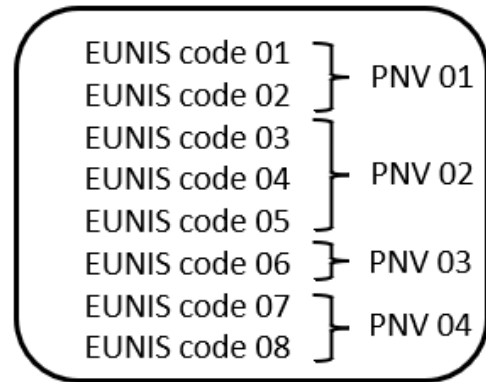 EUNIS code 01
EUNIS code 02
PNV 01
EUNIS code 03
EUNIS code 04
EUNIS code 05
PNV 02
EUNIS code 06
PNV 03
EUNIS code 07
EUNIS code 08
PNV 04